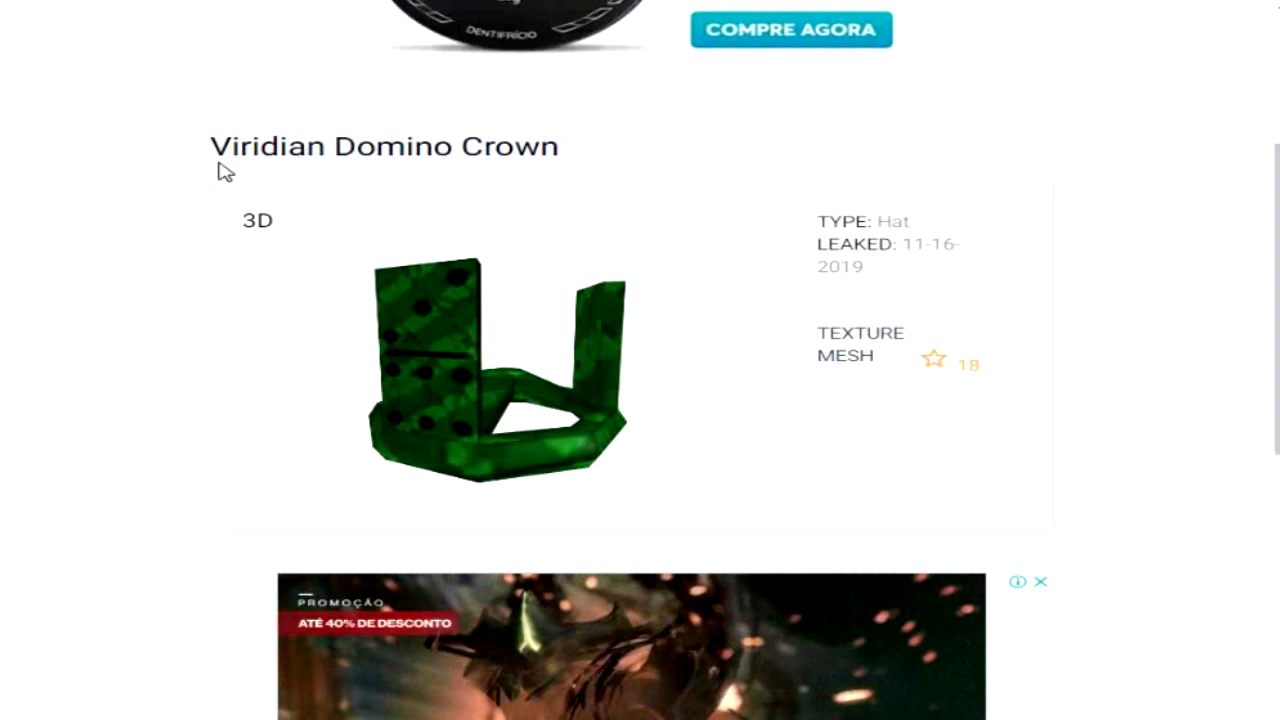 DENTIFRÍCIO
COMPRE AGORA
Viridian Domino Crown
3D
TYPE: Hat
LEAKED: 11-16-
2019
TEXTURE
MESH
18
PROMOÇÃO
ATÉ 40% DE DESCONTO